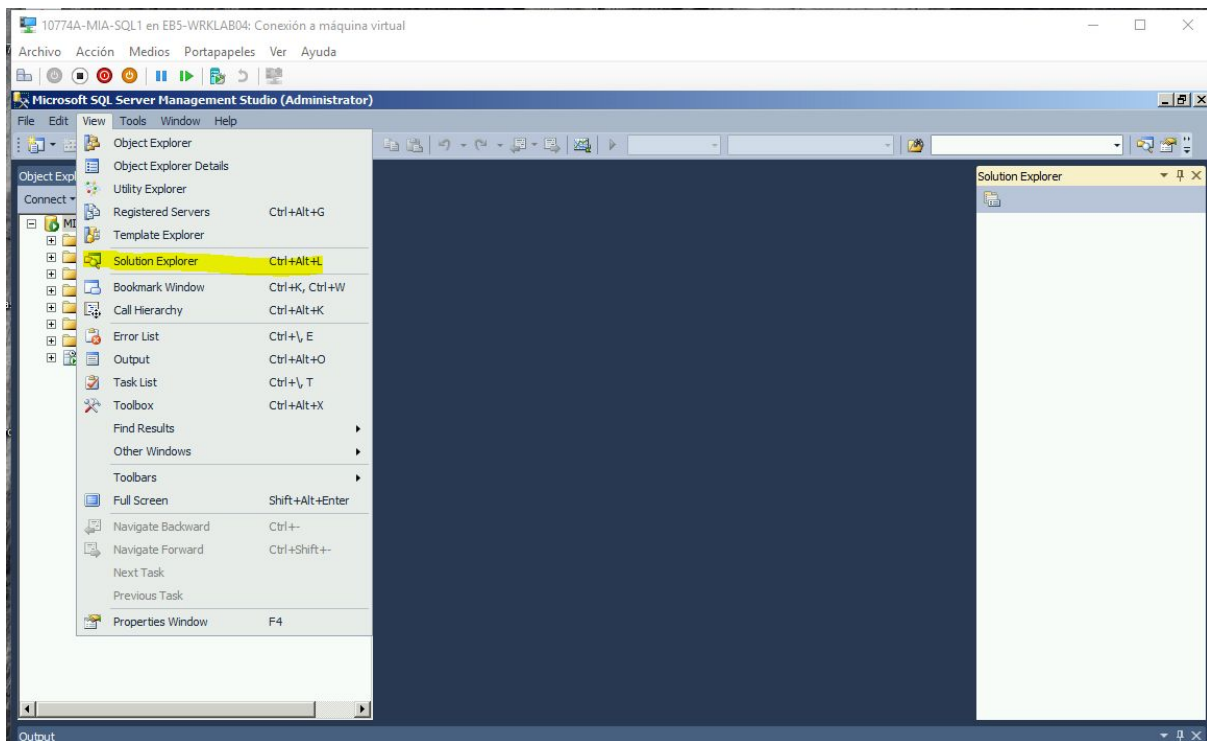 10774A-MIA-SQL1 en EB5-WRKLAB04: Conexión a máquina virtual
Archivo Acción Medios Portapapeles Ver Ayuda
Microsoft SQL Server Management Studio (Administrator)
File Edit View Tools Window Help
Object Expl
Connect
MI
Object Explorer
Object Explorer Details
Utility Explorer
Registered Servers Ctrl+Alt+G
Template Explorer
Solution Explorer Ctrl+Alt+L
Bookmark Window Ctrl+K, Ctrl+W
Call Hierarchy Ctrl+Alt+K
Error List Ctrl+\, E
Output Ctrl+Alt+O
Task List Ctrl+\, T
Toolbox Ctrl+Alt+X
Find Results
Other Windows
Toolbars
Full Screen Shift+Alt+Enter
Navigate Backward Ctrl+-
Navigate Forward Ctrl+Shift+-
Next Task
Previous Task
Properties Window F4
Solution Explorer
Output